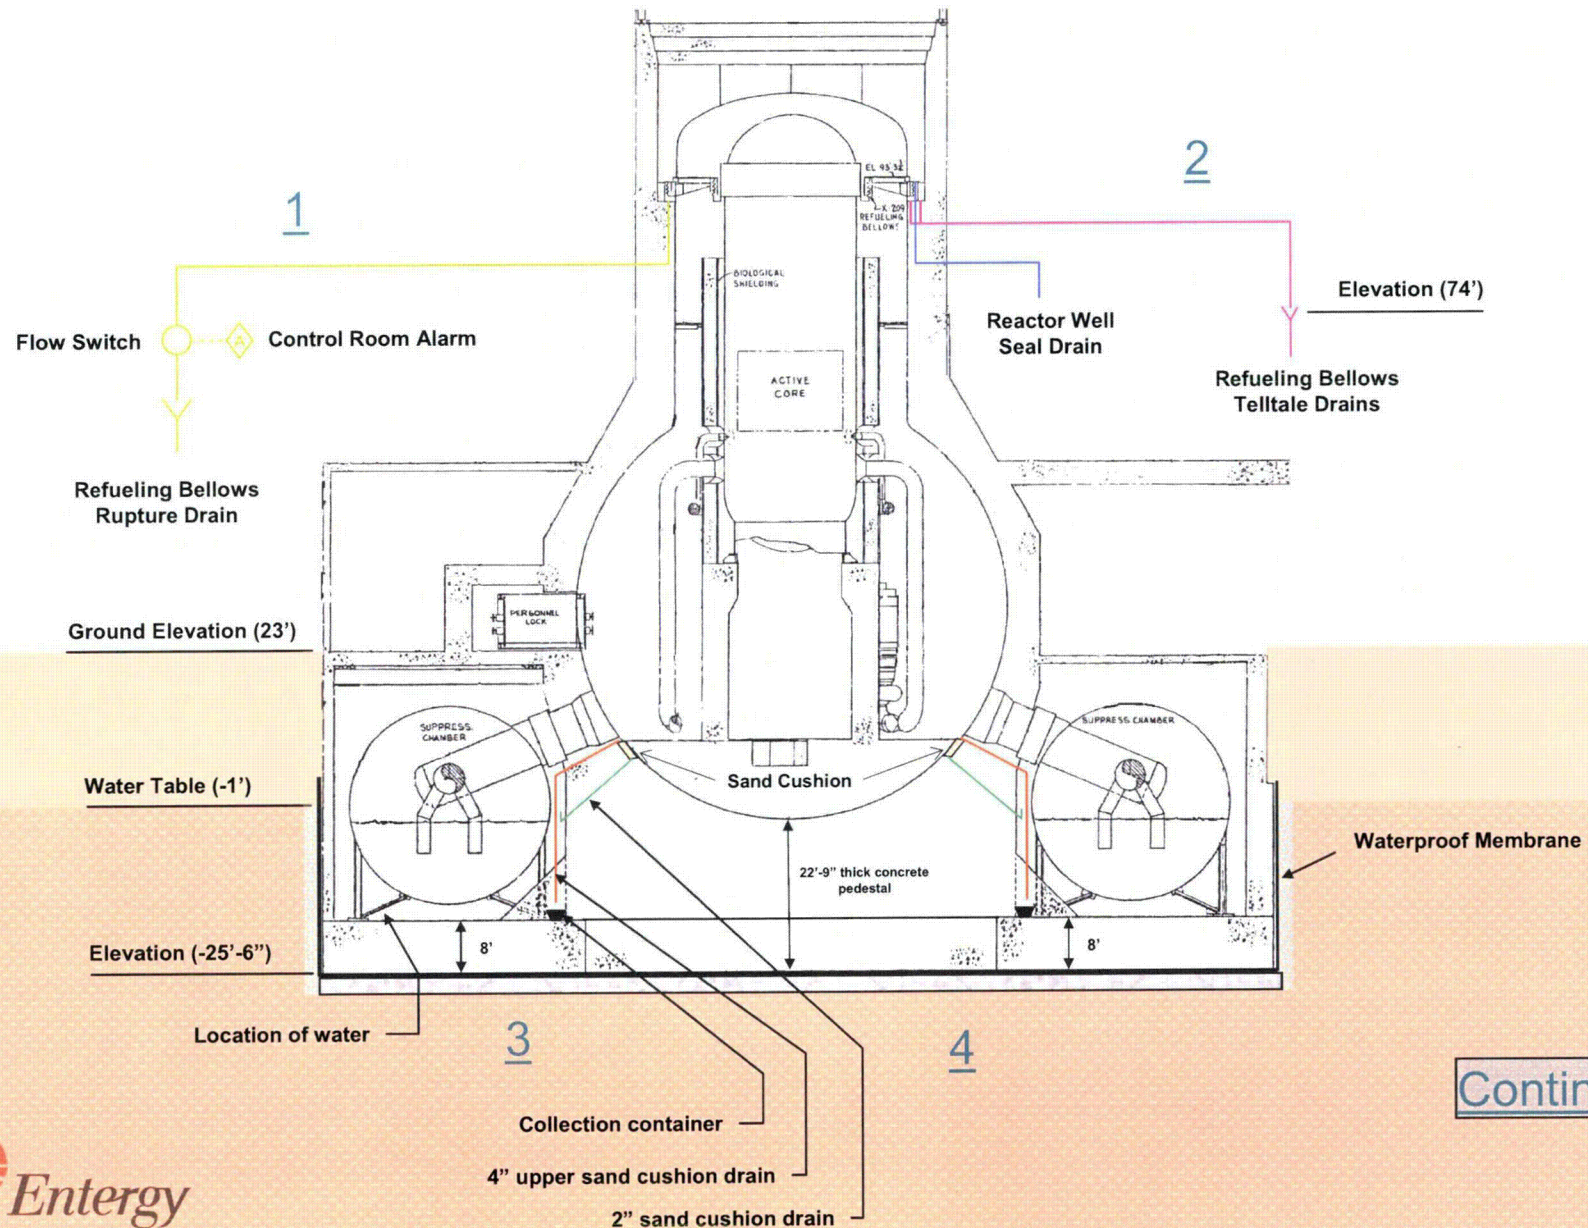 1
2
EL 95'32
X-209
REFUELING
BELLOWS
BIOLOGICAL
SHIELDING
Elevation (74')
Flow Switch
A
Control Room Alarm
Reactor Well
Seal Drain
Refueling Bellows
Telltale Drains
ACTIVE
CORE
Refueling Bellows
Rupture Drain
PERSONNEL
LOCK
Ground Elevation (23')
SUPPRESS.
CHAMBER
SUPPRESS. CHAMBER
Water Table (-1')
Sand Cushion
Waterproof Membrane
22'-9" thick concrete
pedestal
Elevation (-25'-6")
8'
8'
Location of water
3
4
Contin
Collection container
4" upper sand cushion drain
2" sand cushion drain
Entergy